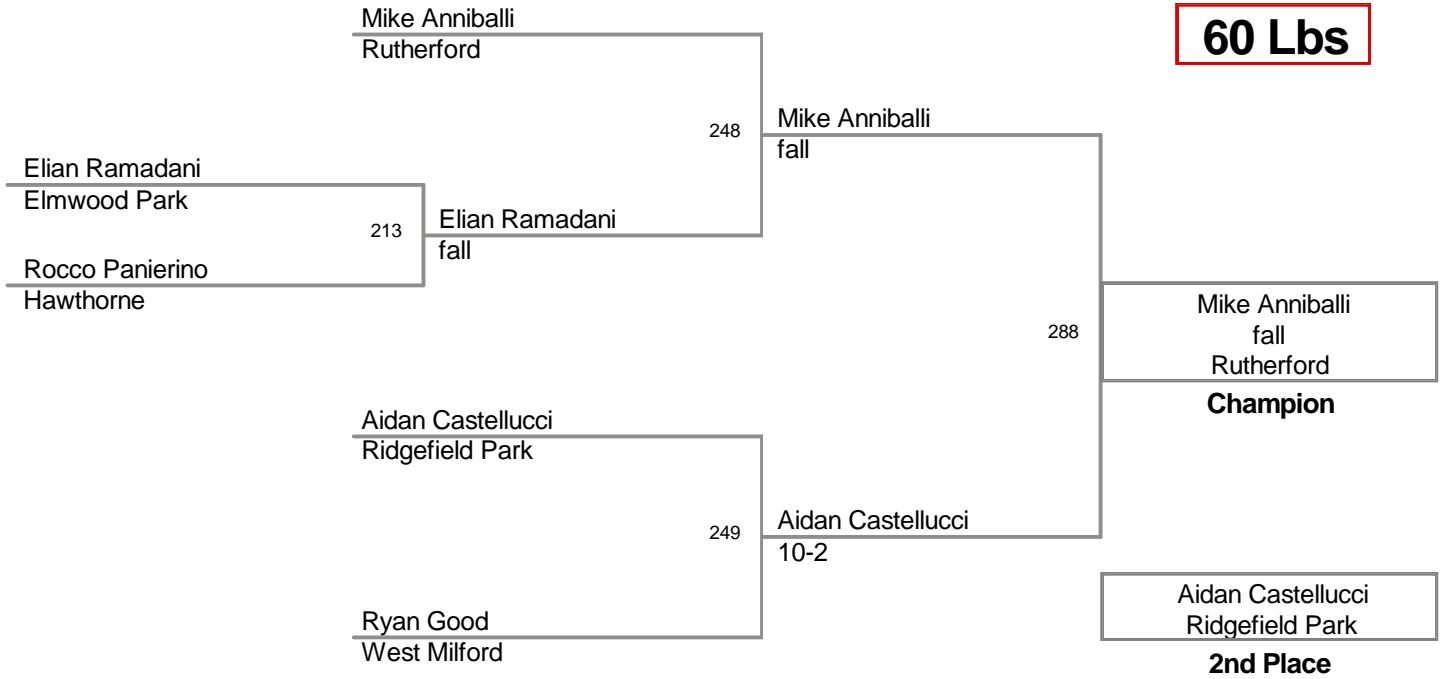 Mike Anniballi
Rutherford
60 Lbs
248
Mike Anniballi
fall
Elian Ramadani
Elmwood Park
213
Elian Ramadani
fall
Rocco Panierino
Hawthorne
288
Mike Anniballi
fall
Rutherford
Champion
Aidan Castellucci
Ridgefield Park
249
Aidan Castellucci
10-2
Ryan Good
West Milford
Aidan Castellucci
Ridgefield Park
2nd Place